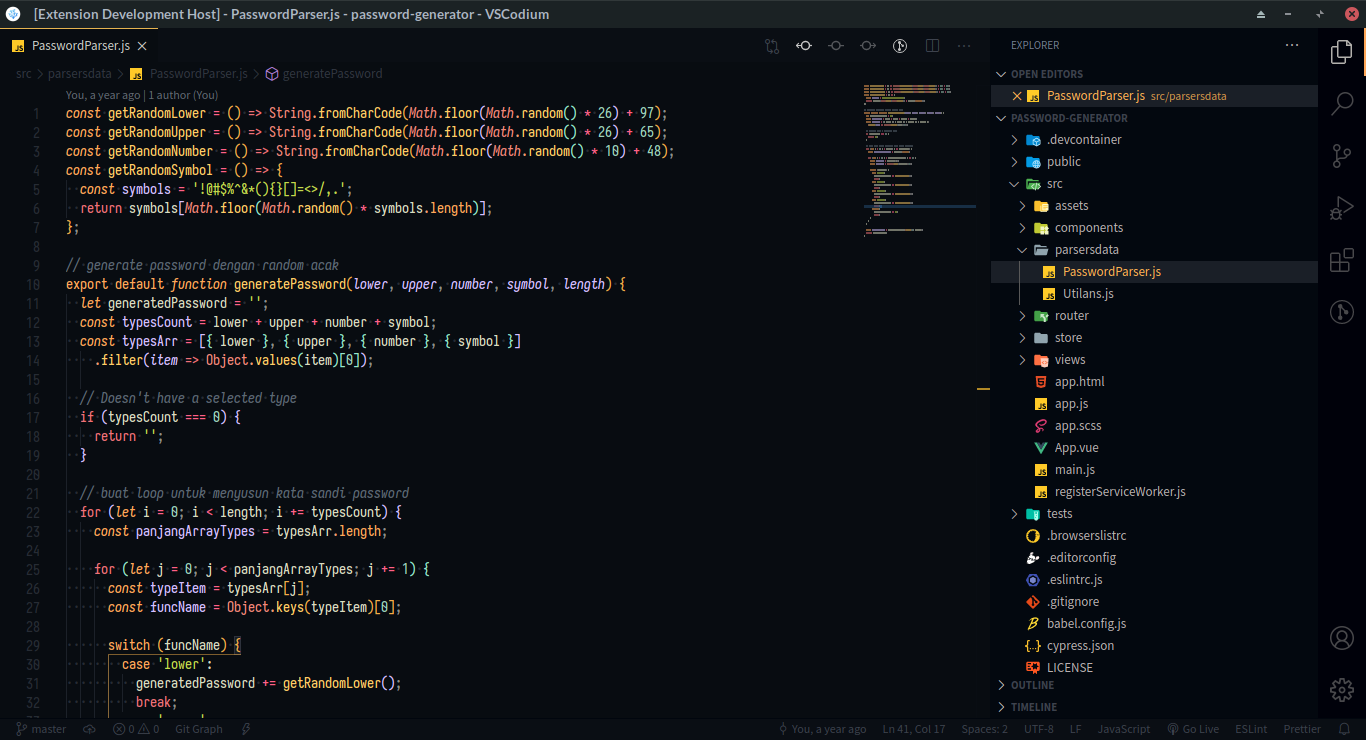 [Extension Development Host] - PasswordParser.js - password-generator - VSCodium
JS PasswordParser.js
src > parsersdata > JS PasswordParser.js > generatePassword
You, a year ago | 1 author (You)
1 const getRandomLower = () => String.fromCharCode(Math.floor(Math.random() * 26) + 97);
2 const getRandomUpper = () => String.fromCharCode(Math.floor(Math.random() * 26) + 65);
3 const getRandomNumber = () => String.fromCharCode(Math.floor(Math.random() * 10) + 48);
4 const getRandomSymbol = () => {
5 const symbols = '!@#$%^&*(){}[]=<>/,.';
6 return symbols[Math.floor(Math.random() * symbols.length)];
7 };
8
9 // generate password dengan random acak
10 export default function generatePassword(lower, upper, number, symbol, length) {
11 let generatedPassword = '';
12 const typesCount = lower + upper + number + symbol;
13 const typesArr = [{ lower }, { upper }, { number }, { symbol }]
14 .filter(item => Object.values(item)[0]);
15
16 // Doesn't have a selected type
17 if (typesCount === 0) {
18 return '';
19 }
20
21 // buat loop untuk menyusun kata sandi password
22 for (let i = 0; i < length; i += typesCount) {
23 const panjangArrayTypes = typesArr.length;
24
25 for (let j = 0; j < panjangArrayTypes; j += 1) {
26 const typeItem = typesArr[j];
27 const funcName = Object.keys(typeItem)[0];
28
29 switch (funcName) {
30 case 'lower':
31 generatedPassword += getRandomLower();
32 break;
EXPLORER
OPEN EDITORS
JS PasswordParser.js src/parsersdata
PASSWORD-GENERATOR
.devcontainer
public
src
assets
components
parsersdata
JS PasswordParser.js
JS Utilans.js
router
store
views
app.html
JS app.js
app.scss
App.vue
JS main.js
JS registerServiceWorker.js
tests
.browserslistrc
.editorconfig
.eslintrc.js
.gitignore
babel.config.js
cypress.json
LICENSE
OUTLINE
TIMELINE
master 0 0 Git Graph You, a year ago Ln 41, Col 17 Spaces: 2 UTF-8 LF JavaScript Go Live ESLint Prettier